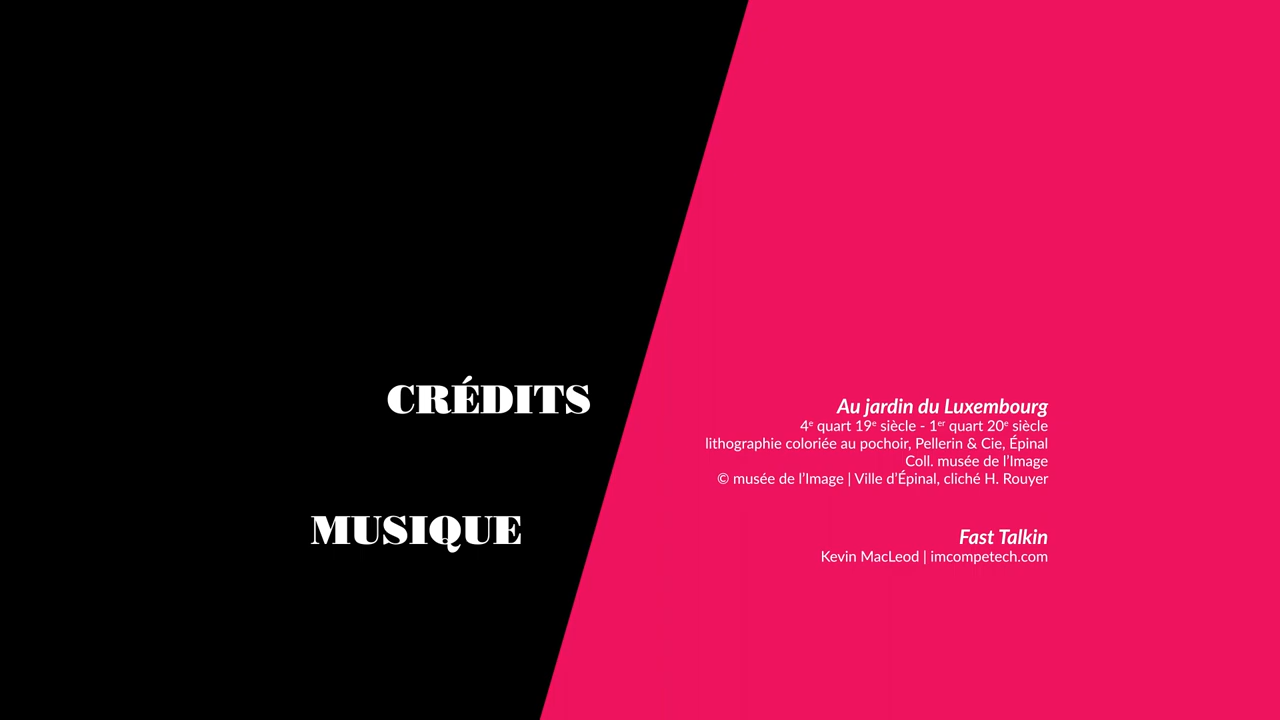 CRÉDITS
Au jardin du Luxembourg
4e quart 19e siècle - 1er quart 20e siècle
lithographie coloriée au pochoir, Pellerin & Cie, Épinal
Coll. musée de l’Image
© musée de l’Image | Ville d’Épinal, cliché H. Rouyer
MUSIQUE
Fast Talkin
Kevin MacLeod | imcompetech.com